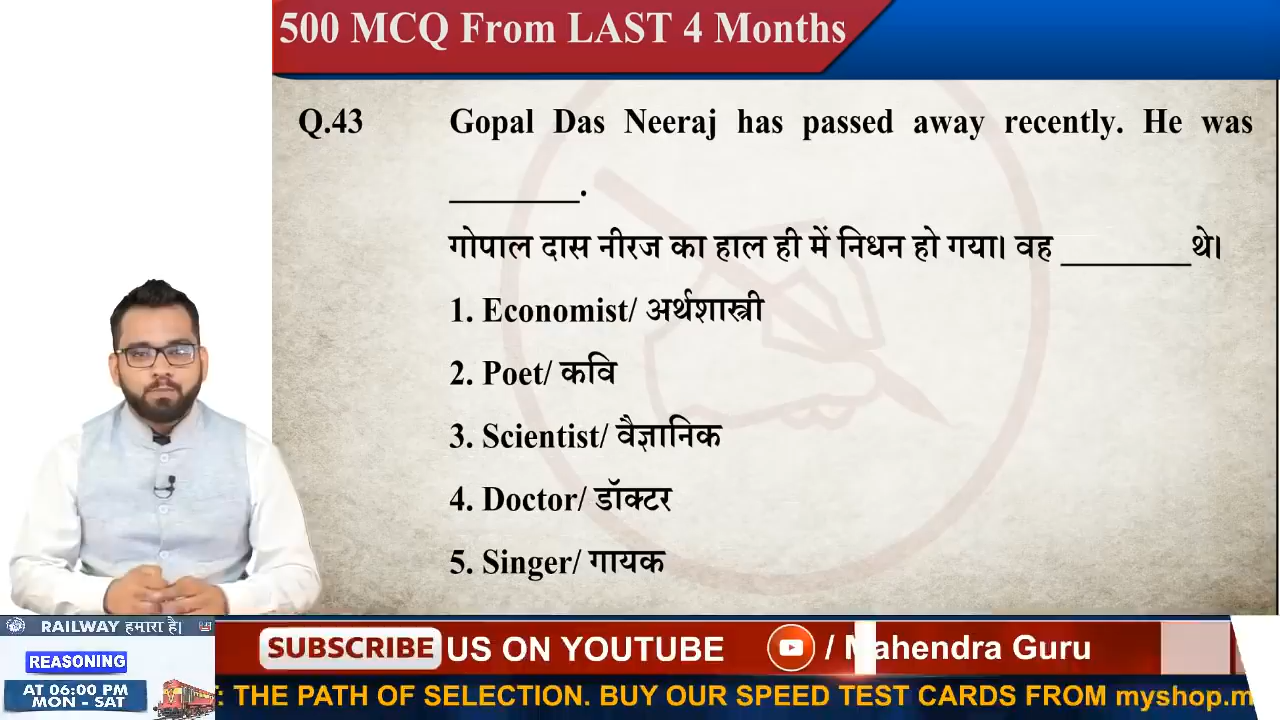 500 MCQ From LAST 4 Months
Q.43 Gopal Das Neeraj has passed away recently. He was
________.
गोपाल दास नीरज का हाल ही में निधन हो गया। वह ________थे।
1. Economist/ अर्थशास्त्री
2. Poet/ कवि
3. Scientist/ वैज्ञानिक
4. Doctor/ डॉक्टर
5. Singer/ गायक
RAILWAY हमारा है।
REASONING
AT 06:00 PM
MON - SAT
SUBSCRIBE US ON YOUTUBE / Mahendra Guru
: THE PATH OF SELECTION. BUY OUR SPEED TEST CARDS FROM myshop.m